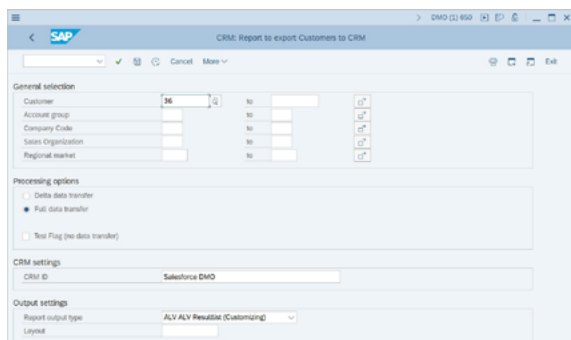 DMO (1) 650
SAP
CRM: Report to export Customers to CRM
Cancel More Exit
General selection
Customer 36 to
Account group to
Company Code to
Sales Organization to
Regional market to
Processing options
Delta data transfer
Full data transfer
Test Flag (no data transfer)
CRM settings
CRM ID Salesforce DMO
Output settings
Report output type ALV ALV Resultlist (Customizing)
Layout